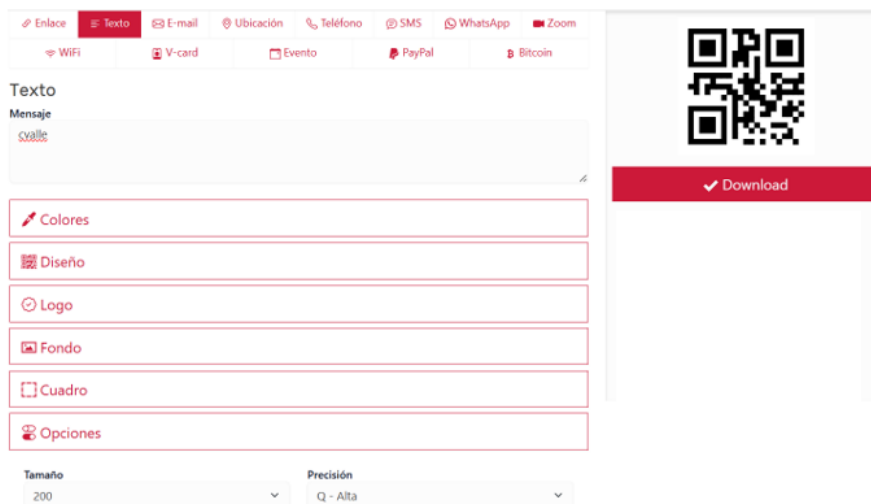 Enlace Texto E-mail Ubicación Teléfono SMS WhatsApp Zoom
WiFi V-card Evento PayPal Bitcoin
Texto
Mensaje
cvalle
Download
Colores
Diseño
Logo
Fondo
Cuadro
Opciones
Tamaño Precisión
200 Q - Alta